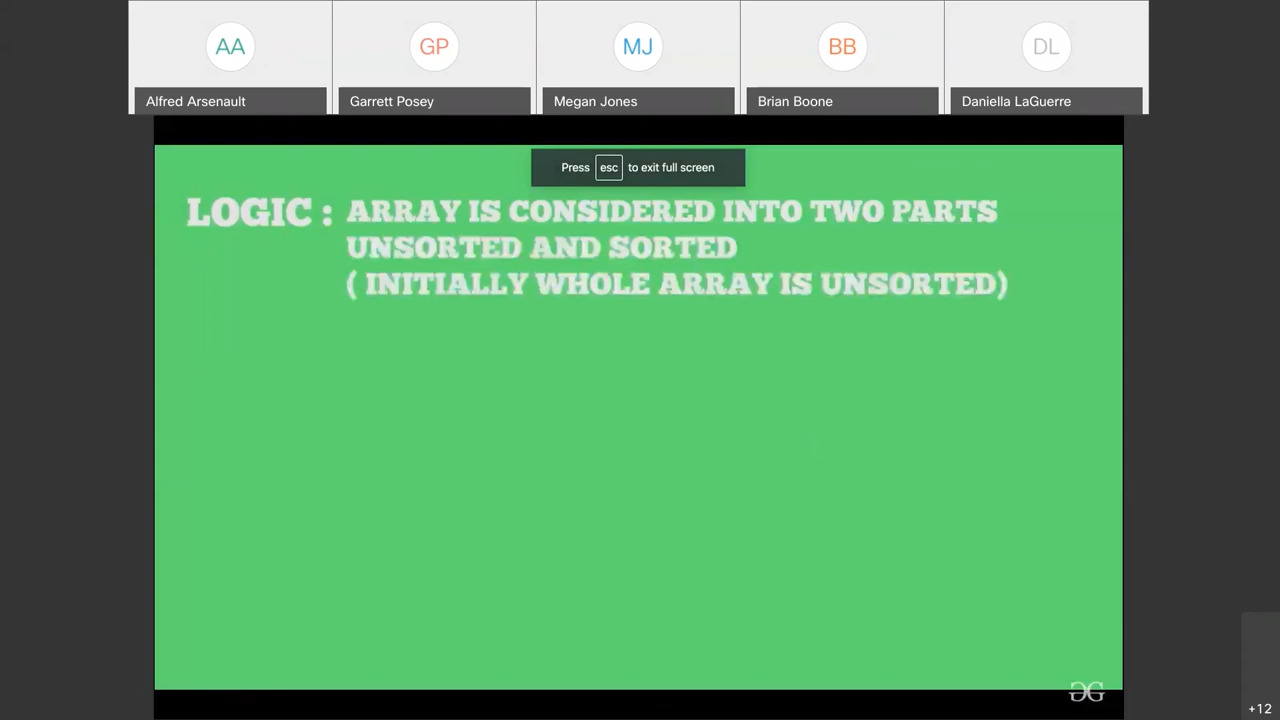 AA
GP
MJ
BB
DL
Alfred Arsenault
Garrett Posey
Megan Jones
Brian Boone
Daniella LaGuerre
Press esc to exit full screen
LOGIC : ARRAY IS CONSIDERED INTO TWO PARTS
UNSORTED AND SORTED
( INITIALLY WHOLE ARRAY IS UNSORTED)
GG
+12